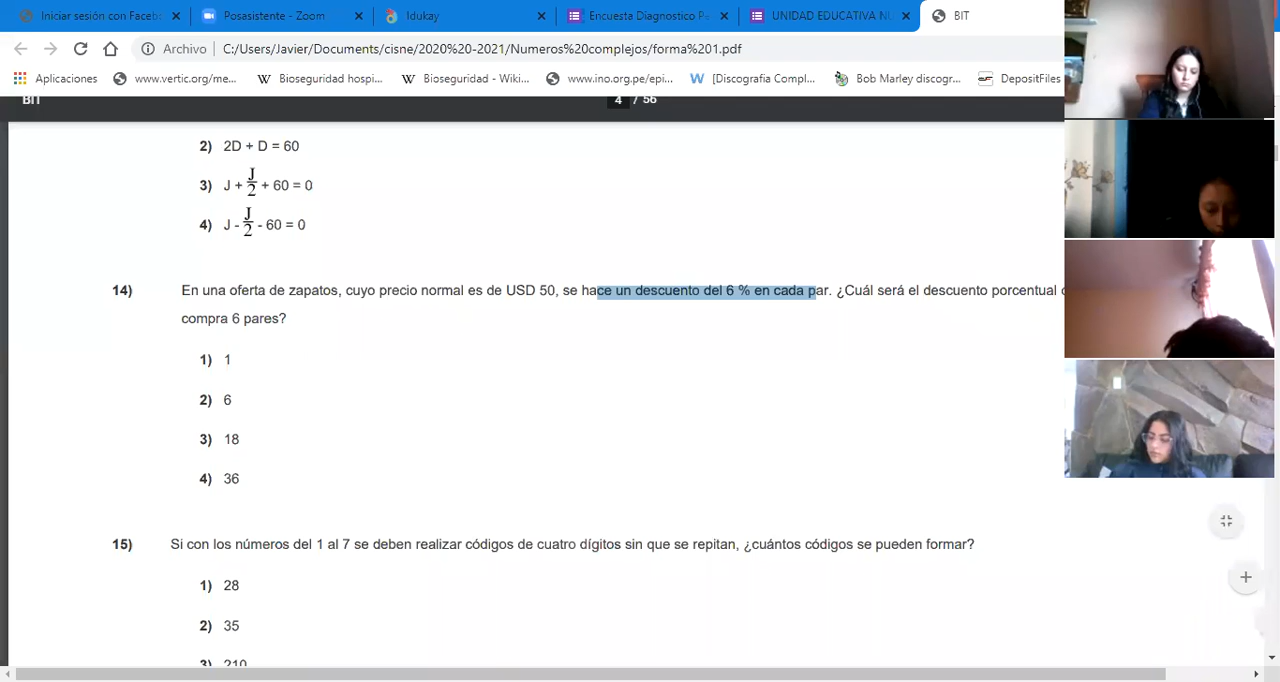 Iniciar sesión con Faceb
Posasistente - Zoom
Idukay
Encuesta Diagnostico Pe
UNIDAD EDUCATIVA NU
BIT
Archivo
C:/Users/Javier/Documents/cisne/2020%20-2021/Numeros%20complejos/forma%201.pdf
Aplicaciones
www.vertic.org/me...
Bioseguridad hospi...
Bioseguridad - Wiki...
www.ino.org.pe/epi...
[Discografia Compl...
Bob Marley discogr...
DepositFiles
BIT
4 / 56
2) 2D + D = 60
3) J + J/2 + 60 = 0
4) J - J/2 - 60 = 0
14) En una oferta de zapatos, cuyo precio normal es de USD 50, se hace un descuento del 6 % en cada par. ¿Cuál será el descuento porcentual
compra 6 pares?
1) 1
2) 6
3) 18
4) 36
15) Si con los números del 1 al 7 se deben realizar códigos de cuatro dígitos sin que se repitan, ¿cuántos códigos se pueden formar?
1) 28
2) 35
3) 210